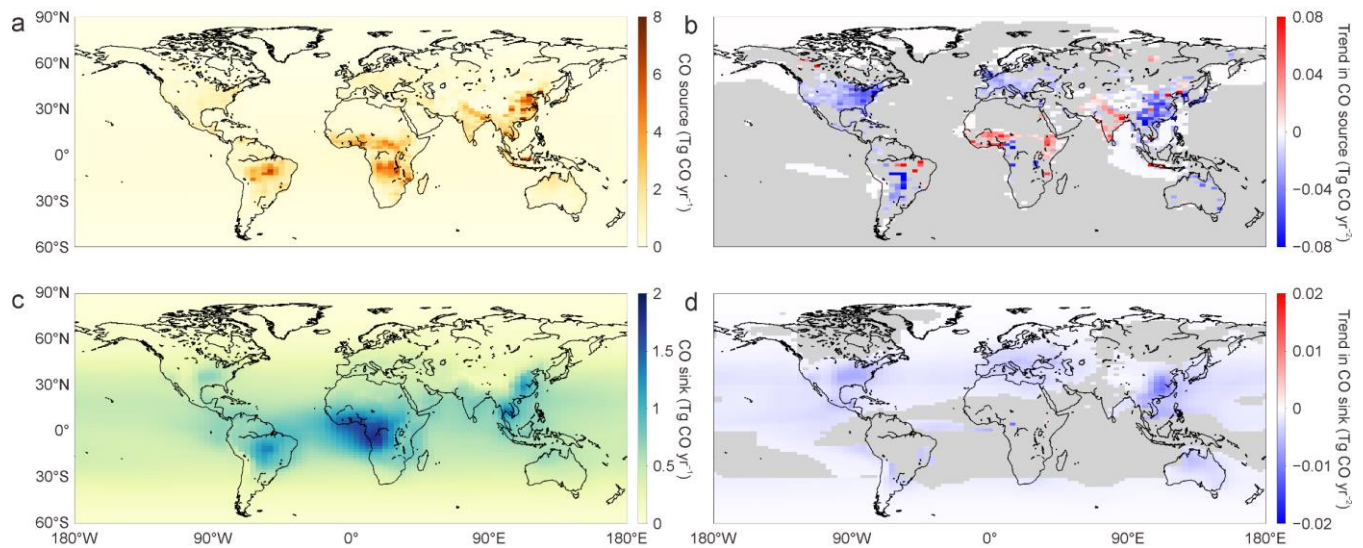 a
90°N
60°N
30°N
0°
30°S
60°S
8
6
4
2
0
CO source (Tg CO yr⁻¹)
b
0.08
0.04
0
−0.04
−0.08
Trend in CO source (Tg CO yr⁻²)
c
90°N
60°N
30°N
0°
30°S
60°S
180°W
90°W
0°
90°E
180°E
2
1.5
1
0.5
0
CO sink (Tg CO yr⁻¹)
d
180°W
90°W
0°
90°E
180°E
0.02
0.01
0
−0.01
−0.02
Trend in CO sink (Tg CO yr⁻²)